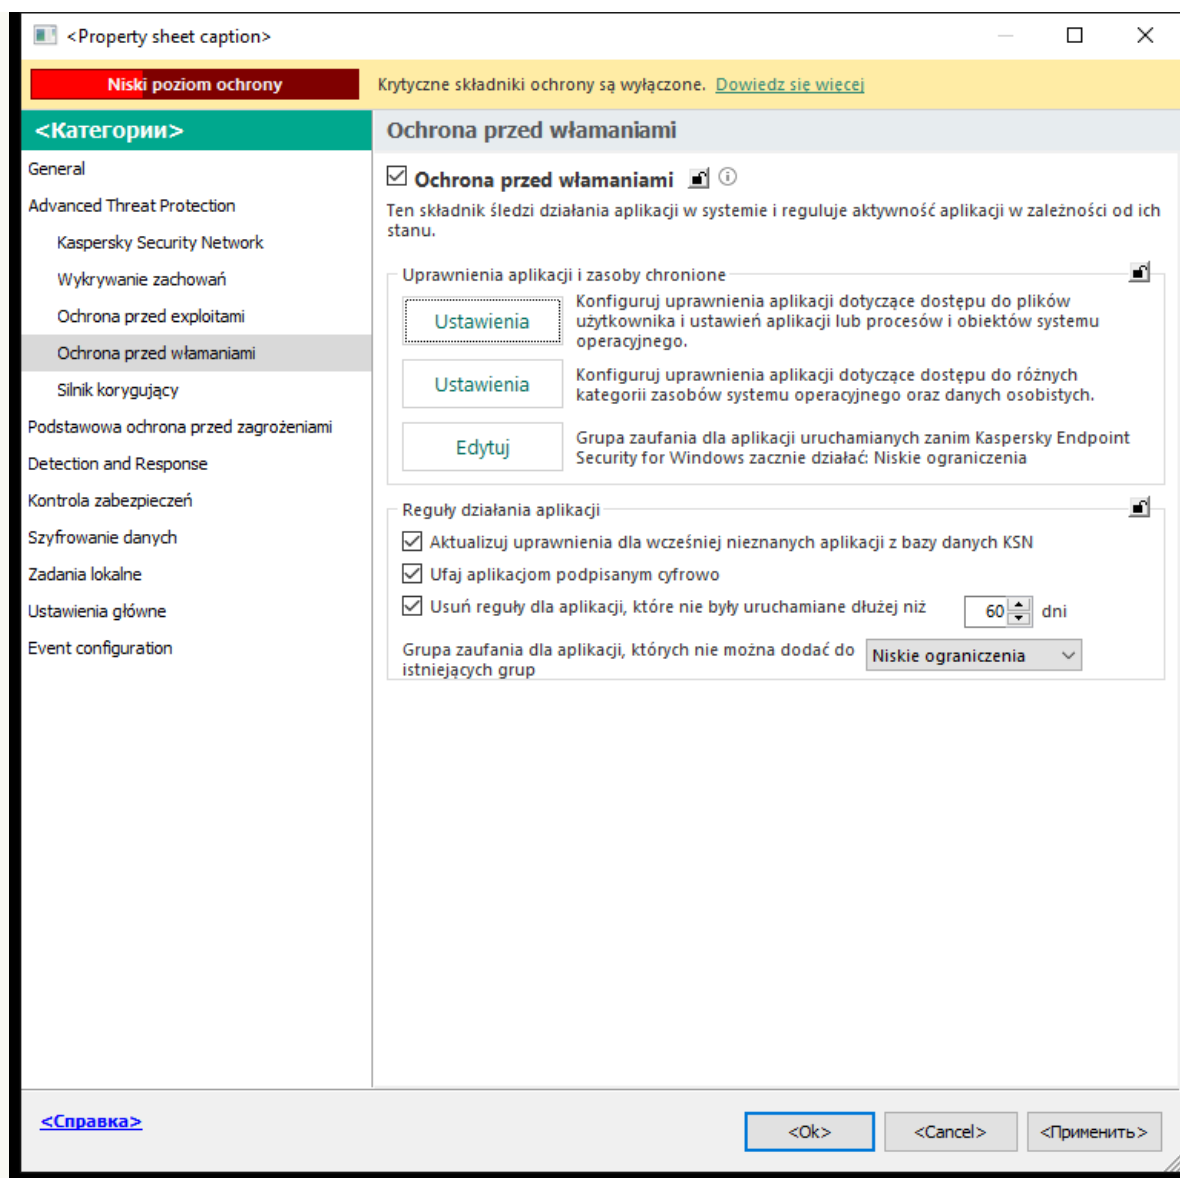 <Property sheet caption>
Niski poziom ochrony
Krytyczne składniki ochrony są wyłączone. Dowiedz się więcej
<Категории>
General
Advanced Threat Protection
Kaspersky Security Network
Wykrywanie zachowań
Ochrona przed exploitami
Ochrona przed włamaniami
Silnik korygujący
Podstawowa ochrona przed zagrożeniami
Detection and Response
Kontrola zabezpieczeń
Szyfrowanie danych
Zadania lokalne
Ustawienia główne
Event configuration
Ochrona przed włamaniami
Ochrona przed włamaniami
Ten składnik śledzi działania aplikacji w systemie i reguluje aktywność aplikacji w zależności od ich
stanu.
Uprawnienia aplikacji i zasoby chronione
Ustawienia
Konfiguruj uprawnienia aplikacji dotyczące dostępu do plików
użytkownika i ustawień aplikacji lub procesów i obiektów systemu
operacyjnego.
Ustawienia
Konfiguruj uprawnienia aplikacji dotyczące dostępu do różnych
kategorii zasobów systemu operacyjnego oraz danych osobistych.
Edytuj
Grupa zaufania dla aplikacji uruchamianych zanim Kaspersky Endpoint
Security for Windows zacznie działać: Niskie ograniczenia
Reguły działania aplikacji
Aktualizuj uprawnienia dla wcześniej nieznanych aplikacji z bazy danych KSN
Ufaj aplikacjom podpisanym cyfrowo
Usuń reguły dla aplikacji, które nie były uruchamiane dłużej niż 60 dni
Grupa zaufania dla aplikacji, których nie można dodać do
istniejących grup
Niskie ograniczenia
<Справка>
<Ok>
<Cancel>
<Применить>